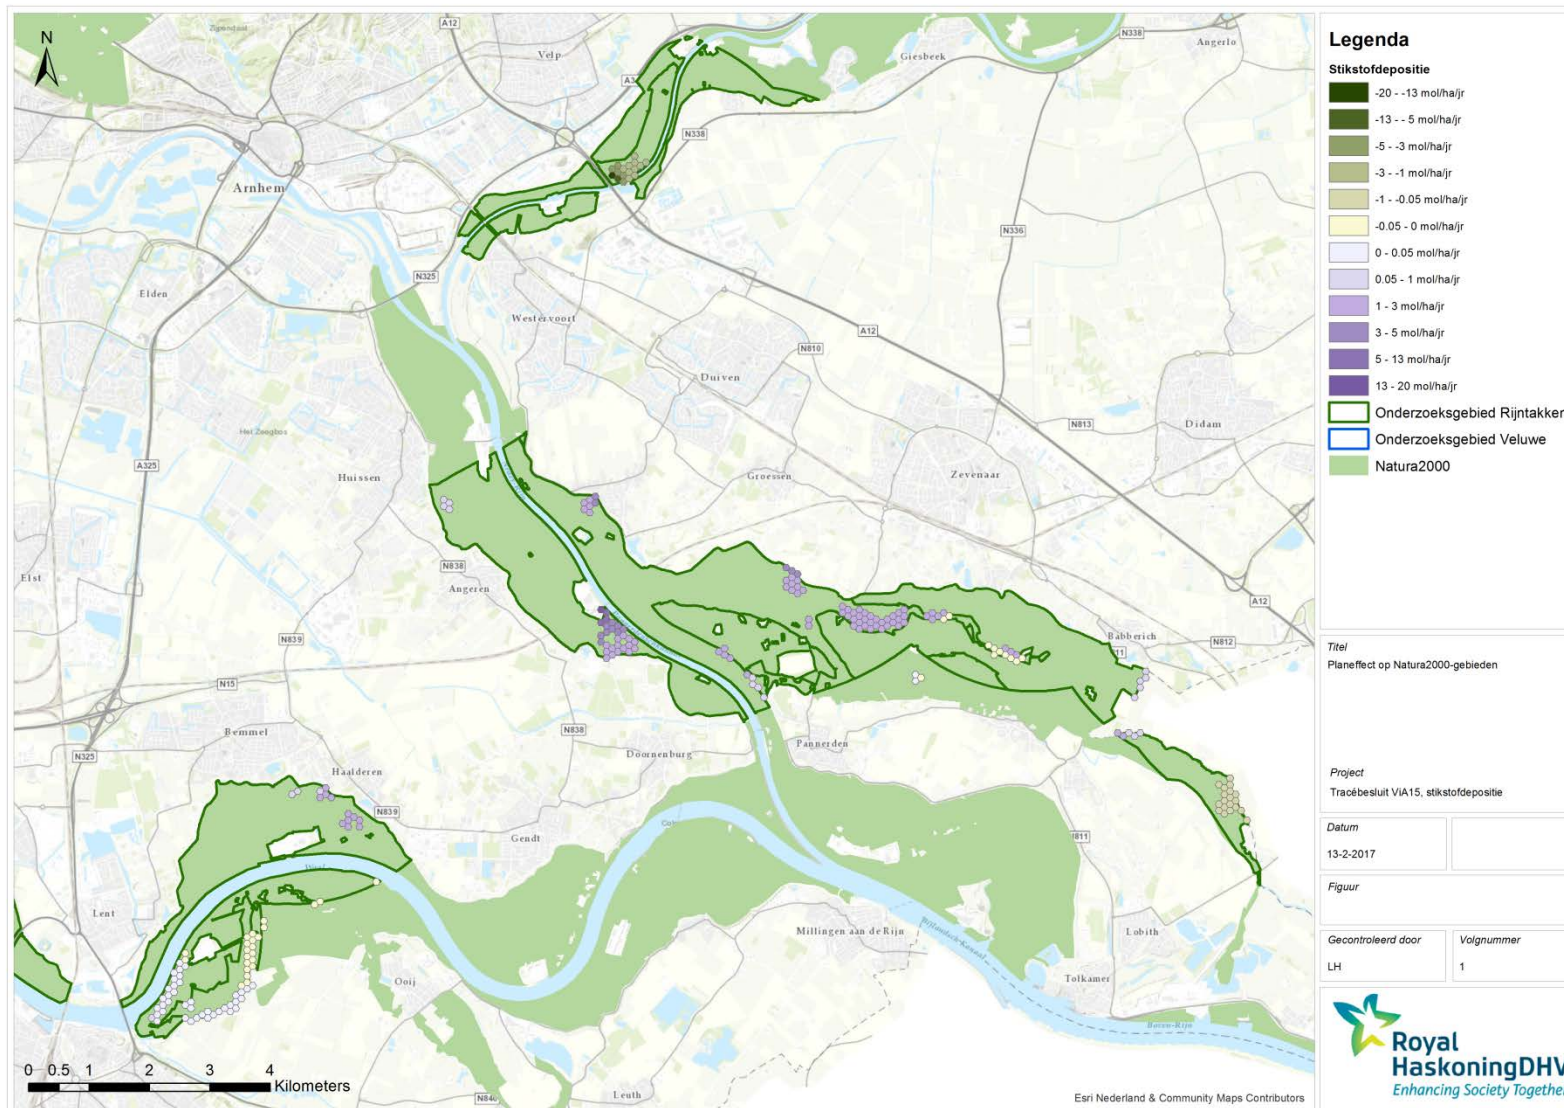 N
A12
Velp
Giesbeek
N338
Angerlo
N338
Arnhem
N336
N325
Elden
Westervoort
A12
N810
Duiven
Het Zeegbos
N813
Didam
A325
Huissen
Groessen
Zevenaar
Elst
N838
Angeren
A12
N839
Babberich
N812
N15
Bemmel
N838
Doornenburg
Pannerden
N325
Haalderen
N839
Gendt
Waal
Lent
Millingen aan de Rijn
Bijlandsch-Kanaal
Lobith
Ooij
Tolkamer
Boven-Rijn
Leuth
0 0.5 1 2 3 4
Kilometers
Esri Nederland & Community Maps Contributors
Legenda
Stikstofdepositie
-20 - -13 mol/ha/jr
-13 - - 5 mol/ha/jr
-5 - -3 mol/ha/jr
-3 - -1 mol/ha/jr
-1 - -0.05 mol/ha/jr
-0.05 - 0 mol/ha/jr
0 - 0.05 mol/ha/jr
0.05 - 1 mol/ha/jr
1 - 3 mol/ha/jr
3 - 5 mol/ha/jr
5 - 13 mol/ha/jr
13 - 20 mol/ha/jr
Onderzoeksgebied Rijntakken
Onderzoeksgebied Veluwe
Natura2000
Titel
Planeffect op Natura2000-gebieden
Project
Tracébesluit ViA15, stikstofdepositie
Datum
13-2-2017
Figuur
Gecontroleerd door
LH
Volgnummer
1
Royal
HaskoningDHV
Enhancing Society Together